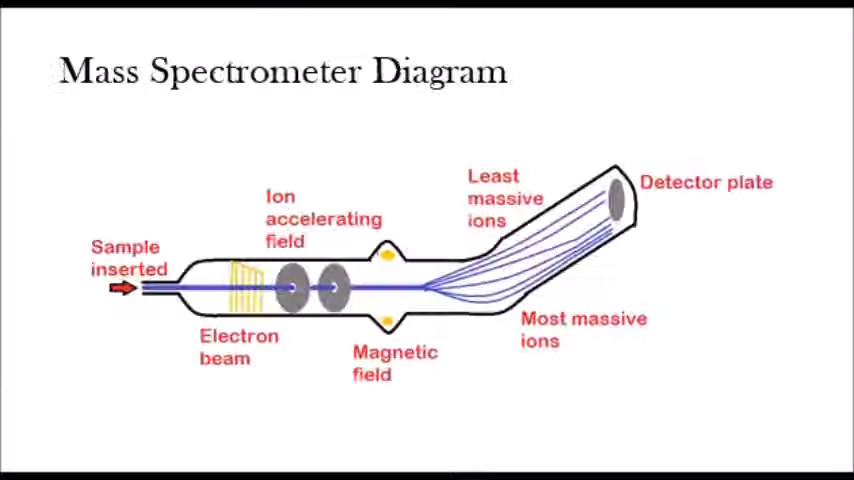 Mass Spectrometer Diagram
Least
massive
ions
Detector plate
Ion
accelerating
field
Sample
inserted
Electron
beam
Magnetic
field
Most massive
ions